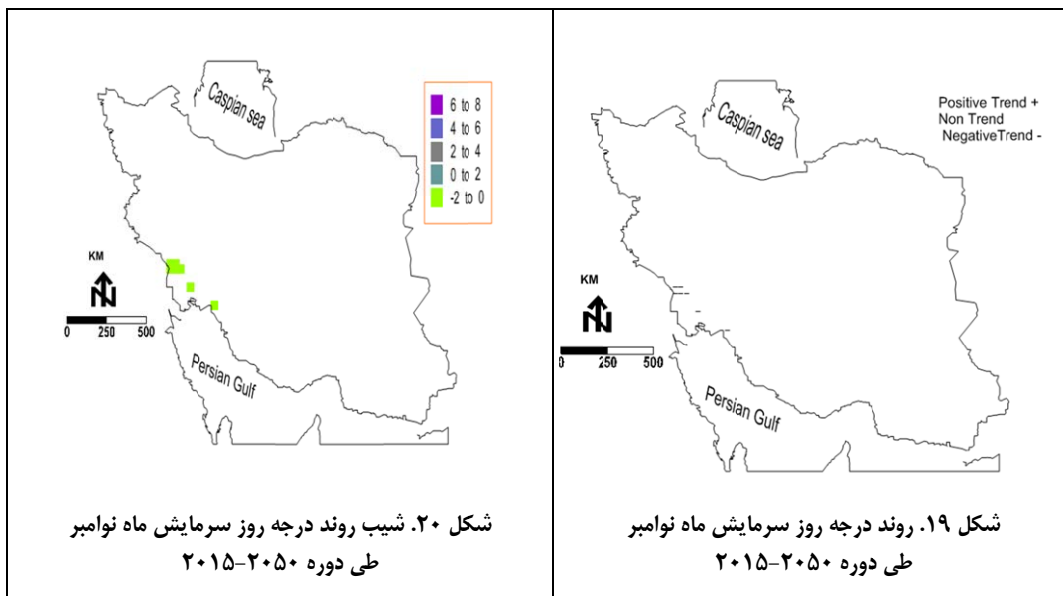 Caspian sea
6 to 8
4 to 6
2 to 4
0 to 2
-2 to 0
KM
N
0 250 500
Persian Gulf
شکل ۲۰. شیب روند درجه روز سرمایش ماه نوامبر
طی دوره ۲۰۵۰-۲۰۱۵
Caspian sea
Positive Trend +
Non Trend
NegativeTrend -
KM
N
0 250 500
Persian Gulf
شکل ۱۹. روند درجه روز سرمایش ماه نوامبر
طی دوره ۲۰۵۰-۲۰۱۵